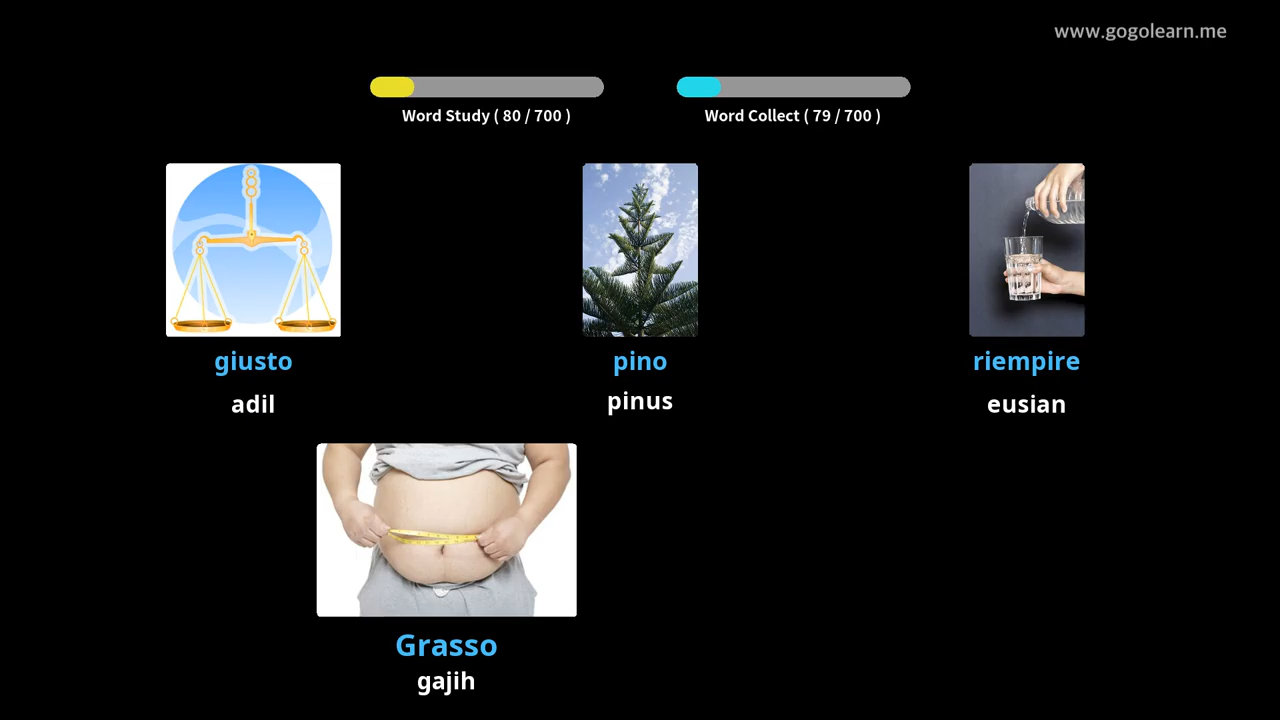 www.gogolearn.me
Word Study ( 80 / 700 )
Word Collect ( 79 / 700 )
giusto
pino
riempire
adil
pinus
eusian
Grasso
gajih